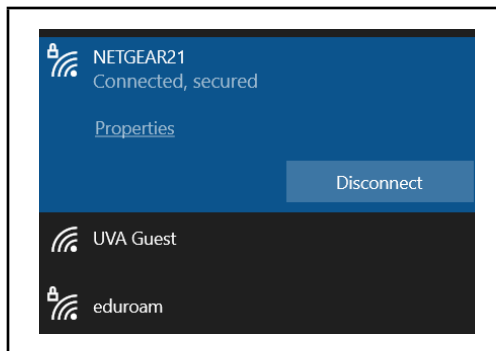 NETGEAR21
Connected, secured
Properties
Disconnect
UVA Guest
eduroam